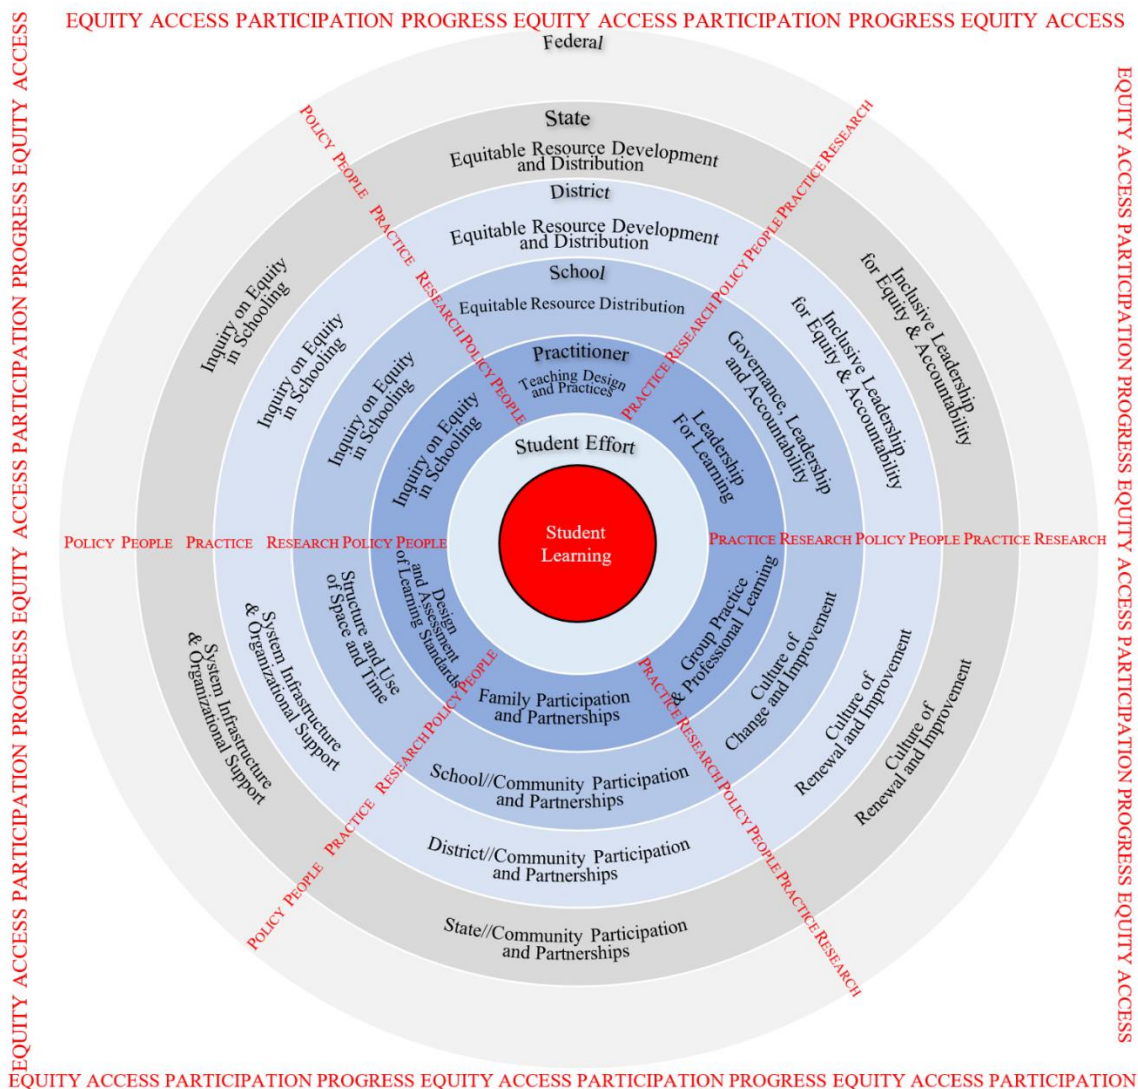 EQUITY ACCESS PARTICIPATION PROGRESS EQUITY ACCESS PARTICIPATION PROGRESS EQUITY ACCESS
EQUITY ACCESS PARTICIPATION PROGRESS EQUITY ACCESS PARTICIPATION PROGRESS EQUITY ACCESS
EQUITY ACCESS PARTICIPATION PROGRESS EQUITY ACCESS PARTICIPATION PROGRESS EQUITY ACCESS
Federal
State
Equitable Resource Development
and Distribution
District
Equitable Resource Development
and Distribution
School
Equitable Resource Distribution
Practitioner
Teaching Design
and Practices
Student Effort
Student
Learning
POLICY PEOPLE PRACTICE RESEARCH POLICY PEOPLE
PRACTICE RESEARCH POLICY PEOPLE PRACTICE RESEARCH
Inquiry on Equity
in Schooling
Inquiry on Equity
in Schooling
Inquiry on Equity
in Schooling
Inquiry on Equity
in Schooling
Leadership
For Learning
Governance, Leadership
and Accountability
Inclusive Leadership
for Equity & Accountability
Inclusive Leadership
for Equity & Accountability
POLICY PEOPLE PRACTICE RESEARCH POLICY PEOPLE
PRACTICE RESEARCH POLICY PEOPLE PRACTICE RESEARCH
System Infrastructure
& Organizational Support
System Infrastructure
& Organizational Support
Structure and Use
of Space and Time
Design
and Assessment
of Learning Standards
Group Practice
& Professional Learning
Culture of
Change and Improvement
Culture of
Renewal and Improvement
Culture of
Renewal and Improvement
POLICY PEOPLE PRACTICE RESEARCH POLICY PEOPLE
PRACTICE RESEARCH POLICY PEOPLE PRACTICE RESEARCH
Family Participation
and Partnerships
School//Community Participation
and Partnerships
District//Community Participation
and Partnerships
State//Community Participation
and Partnerships
EQUITY ACCESS PARTICIPATION PROGRESS EQUITY ACCESS PARTICIPATION PROGRESS EQUITY ACCESS PARTICIPATION